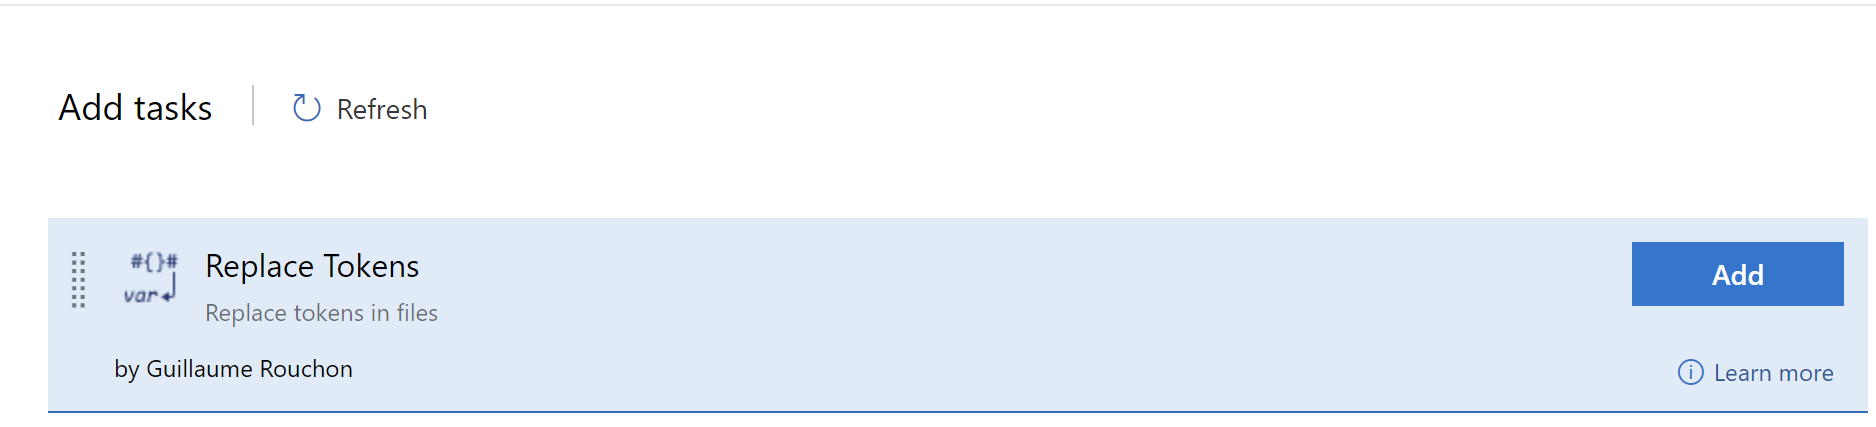 Add tasks
Refresh
#{}#
var
Replace Tokens
Replace tokens in files
Add
by Guillaume Rouchon
Learn more